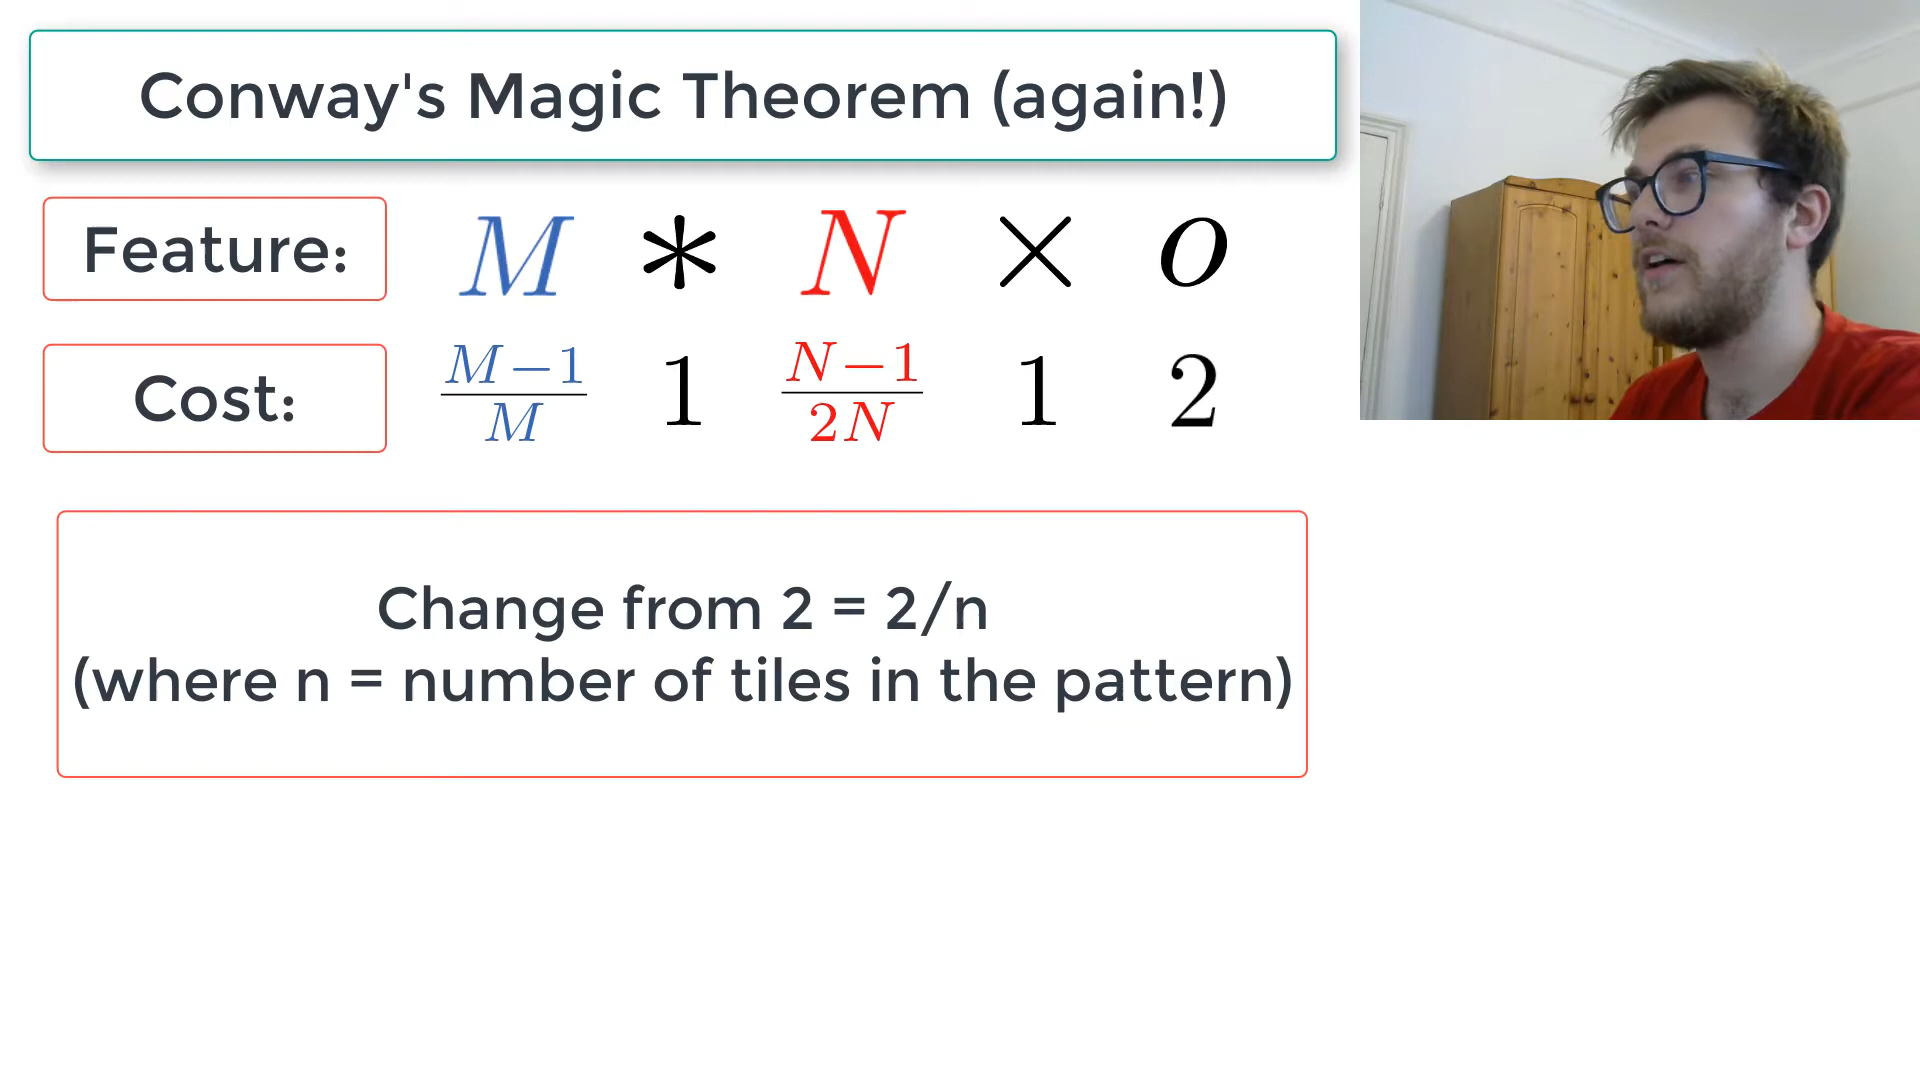 Conway's Magic Theorem (again!)
Feature: M * N × o
Cost: M−1/M 1 N−1/2N 1 2
Change from 2 = 2/n
(where n = number of tiles in the pattern)